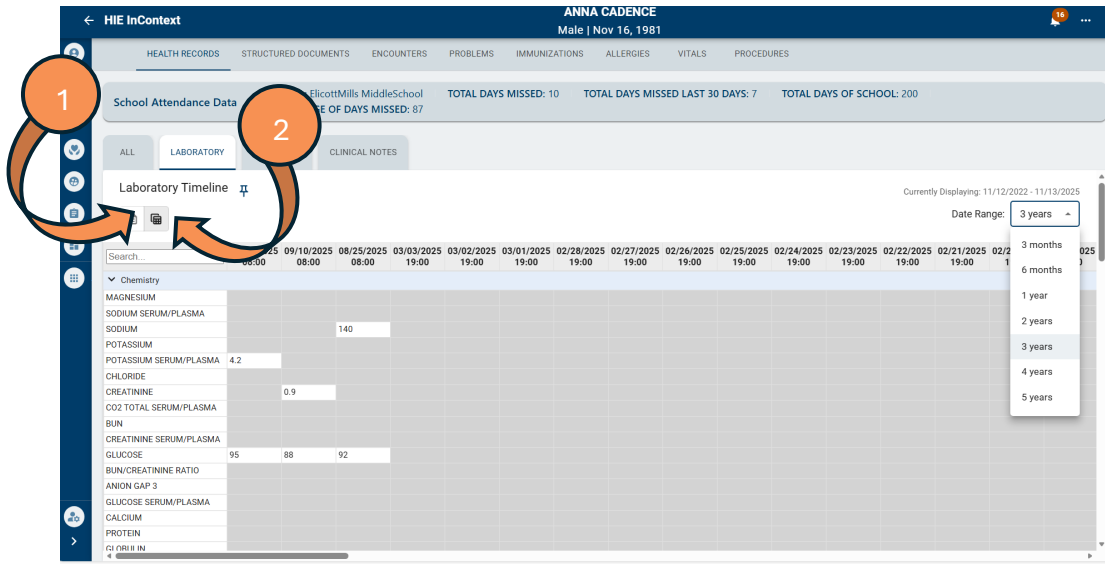 HIE InContext
ANNA CADENCE
Male | Nov 16, 1981
16
HEALTH RECORDS STRUCTURED DOCUMENTS ENCOUNTERS PROBLEMS IMMUNIZATIONS ALLERGIES VITALS PROCEDURES
1
School Attendance Data ElicottMills MiddleSchool TOTAL DAYS MISSED: 10 TOTAL DAYS MISSED LAST 30 DAYS: 7 TOTAL DAYS OF SCHOOL: 200
OF DAYS MISSED: 87
2
ALL LABORATORY CLINICAL NOTES
Laboratory Timeline
Currently Displaying: 11/12/2022 - 11/13/2025
Date Range: 3 years
3 months
6 months
1 year
2 years
3 years
4 years
5 years
Search... 09/10/2025 08/25/2025 03/03/2025 03/02/2025 03/01/2025 02/28/2025 02/27/2025 02/26/2025 02/25/2025 02/24/2025 02/23/2025 02/22/2025 02/21/2025
08:00 08:00 19:00 19:00 19:00 19:00 19:00 19:00 19:00 19:00 19:00 19:00 19:00
Chemistry
MAGNESIUM
SODIUM SERUM/PLASMA
SODIUM 140
POTASSIUM
POTASSIUM SERUM/PLASMA 4.2
CHLORIDE
CREATININE 0.9
CO2 TOTAL SERUM/PLASMA
BUN
CREATININE SERUM/PLASMA
GLUCOSE 95 88 92
BUN/CREATININE RATIO
ANION GAP 3
GLUCOSE SERUM/PLASMA
CALCIUM
PROTEIN
GLOBULIN